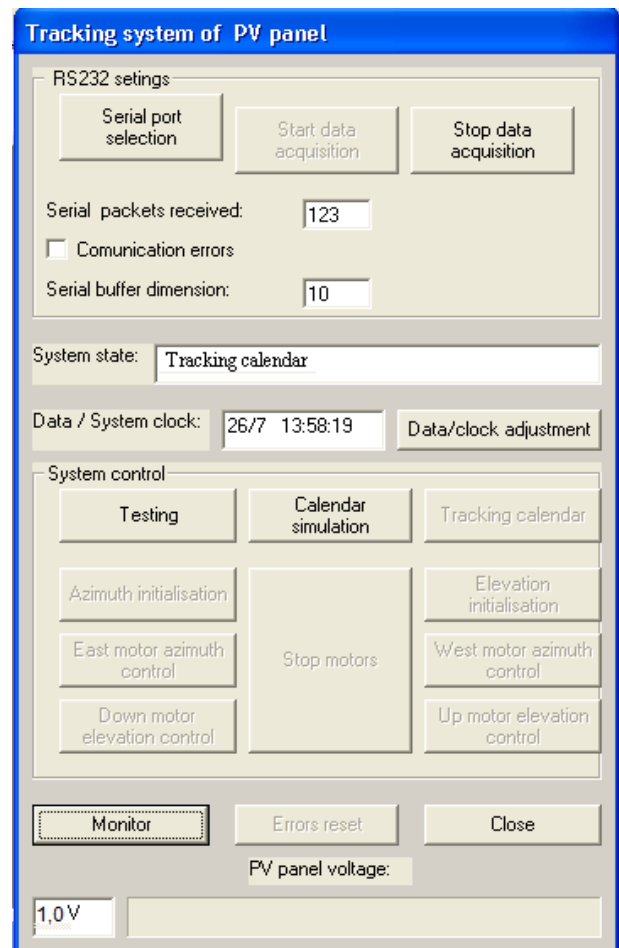 Tracking system of PV panel
RS232 setings
Serial port
selection
Start data
acquisition
Stop data
acquisition
Serial packets received:
123
Comunication errors
Serial buffer dimension:
10
System state:
Tracking calendar
Data / System clock:
26/7 13:58:19
Data/clock adjustment
System control
Testing
Calendar
simulation
Tracking calendar
Azimuth initialisation
Elevation
initialisation
East motor azimuth
control
Stop motors
West motor azimuth
control
Down motor
elevation control
Up motor elevation
control
Monitor
Errors reset
Close
PV panel voltage:
1,0V